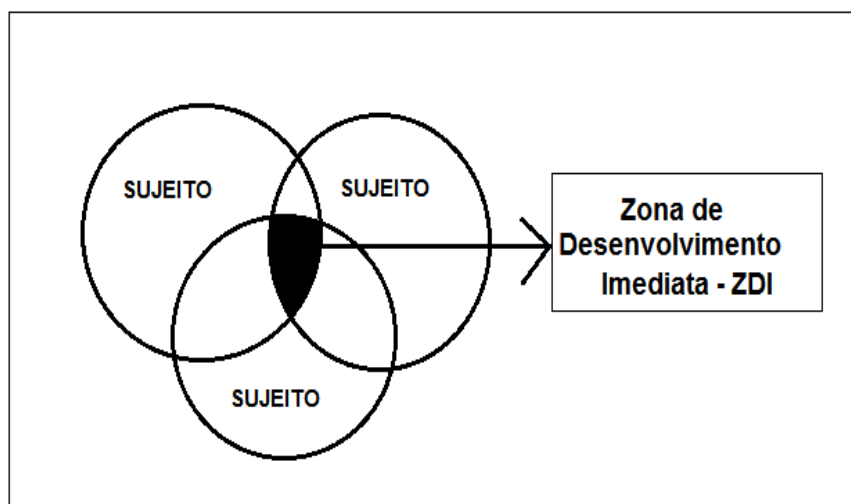 SUJEITO
SUJEITO
SUJEITO
Zona de
Desenvolvimento
Imediata - ZDI